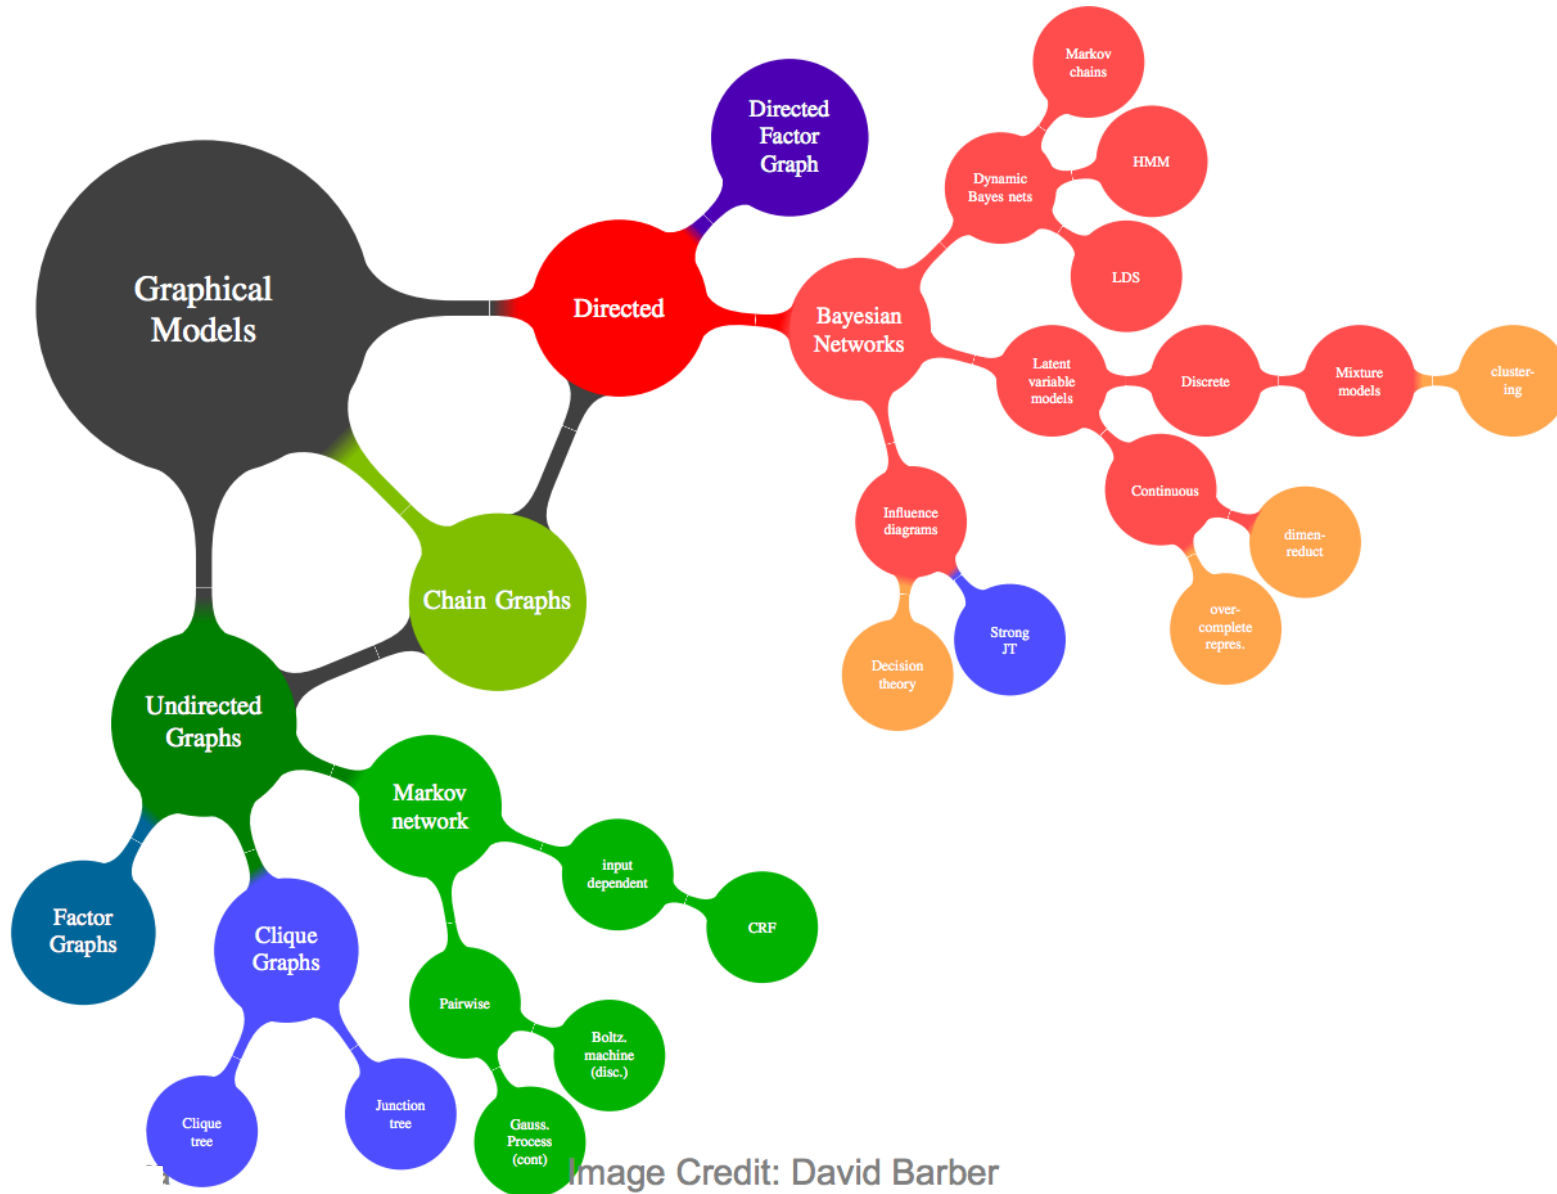 Graphical
Models
Directed
Directed
Factor
Graph
Bayesian
Networks
Dynamic
Bayes nets
Markov
chains
HMM
LDS
Latent
variable
models
Discrete
Mixture
models
cluster-
ing
Continuous
dimen-
reduct
over-
complete
repres.
Influence
diagrams
Decision
theory
Strong
JT
Chain Graphs
Undirected
Graphs
Markov
network
input
dependent
CRF
Pairwise
Boltz.
machine
(disc.)
Gauss.
Process
(cont)
Factor
Graphs
Clique
Graphs
Clique
tree
Junction
tree
Image Credit: David Barber